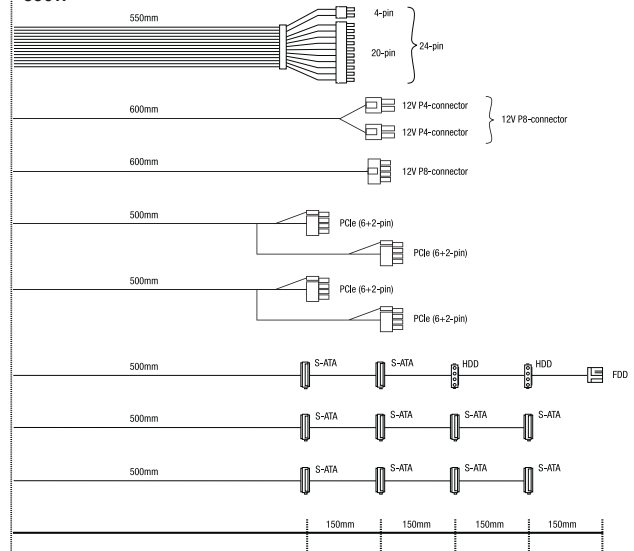 550mm
4-pin
20-pin
24-pin
600mm
12V P4-connector
12V P4-connector
12V P8-connector
600mm
12V P8-connector
500mm
PCIe (6+2-pin)
PCIe (6+2-pin)
500mm
PCIe (6+2-pin)
PCIe (6+2-pin)
500mm S-ATA S-ATA HDD HDD FDD
500mm S-ATA S-ATA S-ATA S-ATA
500mm S-ATA S-ATA S-ATA S-ATA
150mm 150mm 150mm 150mm